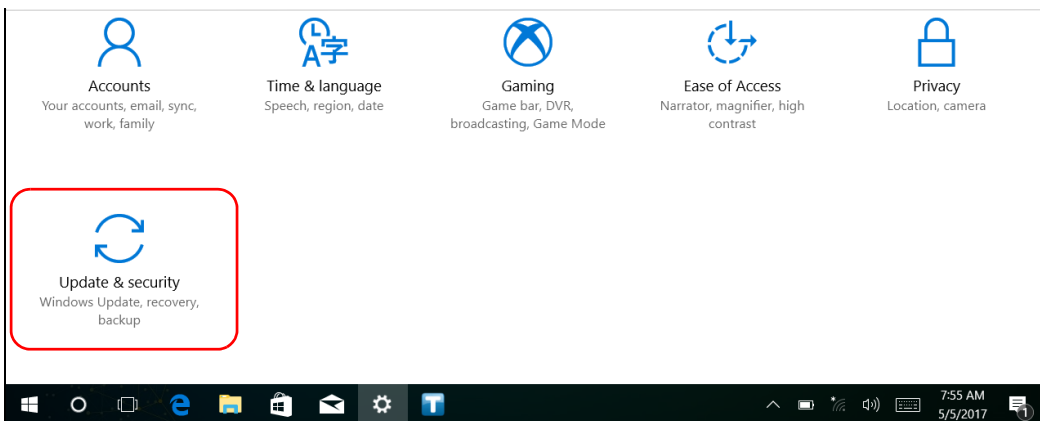 Accounts
Your accounts, email, sync,
work, family
Time & language
Speech, region, date
Gaming
Game bar, DVR,
broadcasting, Game Mode
Ease of Access
Narrator, magnifier, high
contrast
Privacy
Location, camera
Update & security
Windows Update, recovery,
backup
7:55 AM
5/5/2017
1